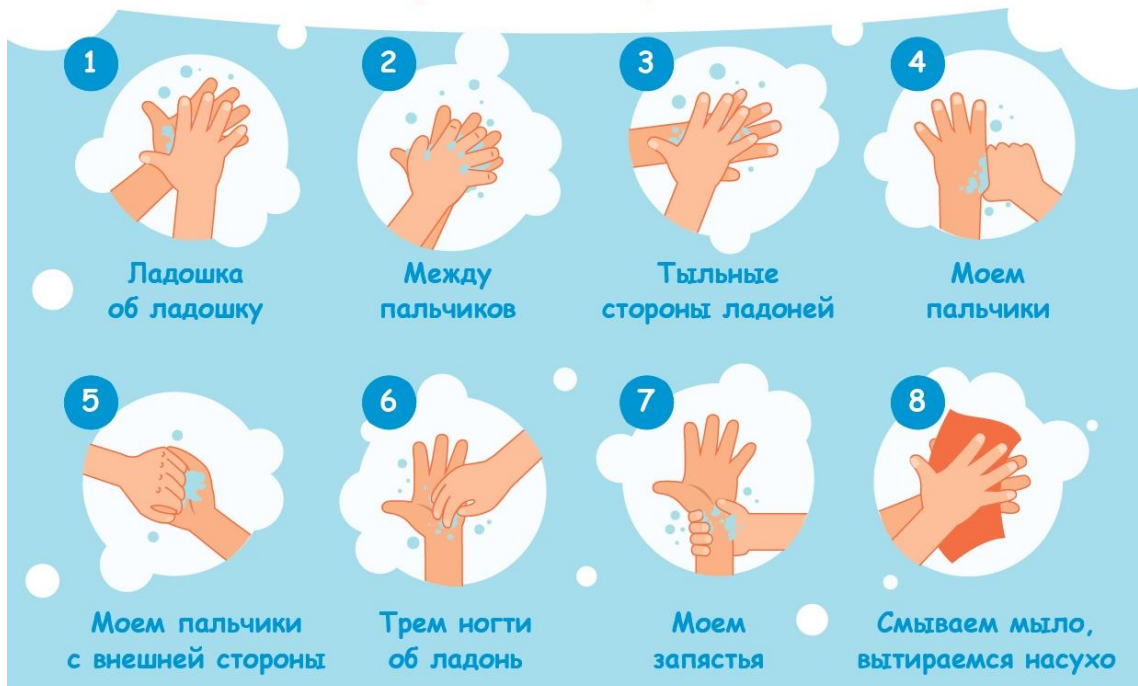 1
Ладошка
об ладошку
2
Между
пальчиков
3
Тыльные
стороны ладоней
4
Моем
пальчики
5
Моем пальчики
с внешней стороны
6
Трем ногти
об ладонь
7
Моем
запястья
8
Смываем мыло,
вытираемся насухо